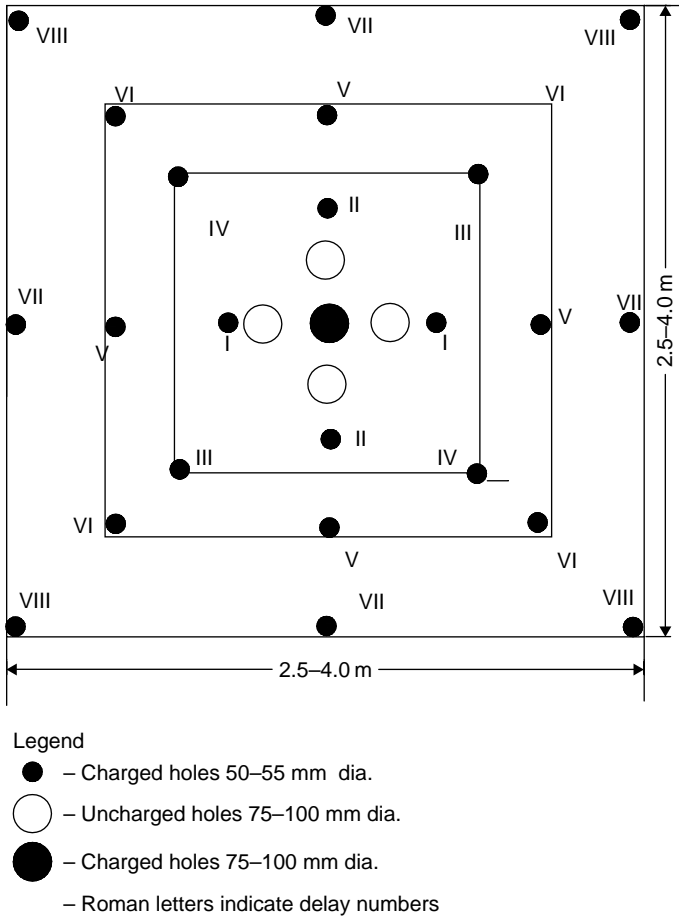 VIII VII VIII
VI V VI
II
IV III
VII V I I V VII
2.5–4.0 m
II
III IV
VI V VI
VIII VII VIII
2.5–4.0 m
Legend
– Charged holes 50–55 mm dia.
– Uncharged holes 75–100 mm dia.
– Charged holes 75–100 mm dia.
– Roman letters indicate delay numbers